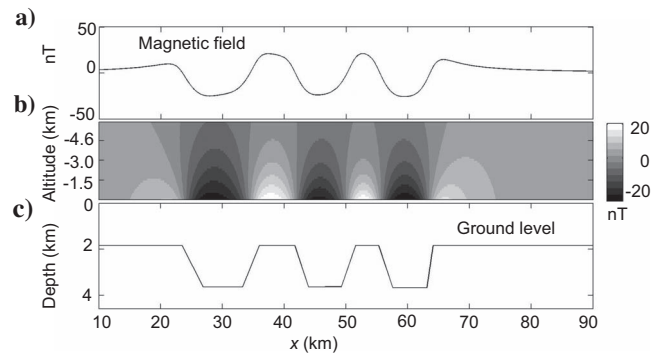 a)
50
Magnetic field
nT
0
-50
b)
Altitude (km)
-4.6
-3.0
-1.5
20
0
-20
nT
c)
0
Ground level
Depth (km)
2
4
10 20 30 40 50 60 70 80 90
x (km)